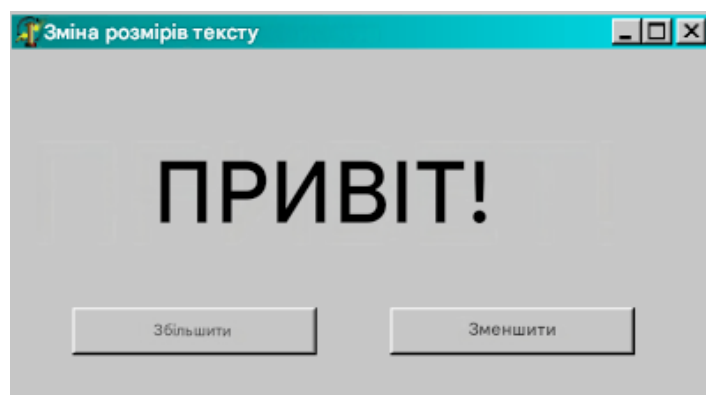 Зміна розмірів тексту
ПРИВІТ!
Збільшити
Зменшити